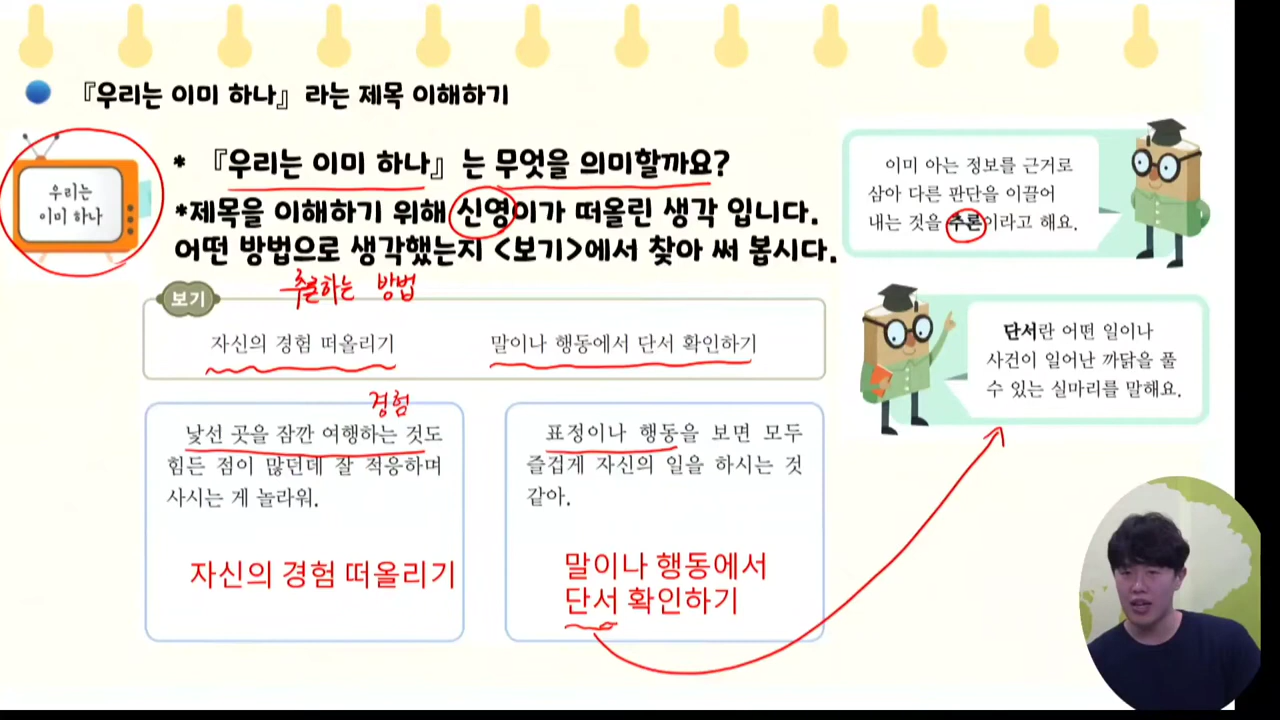 『우리는 이미 하나』 라는 제목 이해하기
우리는
이미 하나
* 『우리는 이미 하나』는 무엇을 의미할까요?
*제목을 이해하기 위해 신영이가 떠올린 생각 입니다.
어떤 방법으로 생각했는지 <보기>에서 찾아 써 봅시다.
추론하는 방법
이미 아는 정보를 근거로
삼아 다른 판단을 이끌어
내는 것을 추론이라고 해요.
보기
자신의 경험 떠올리기
말이나 행동에서 단서 확인하기
단서란 어떤 일이나
사건이 일어난 까닭을 풀
수 있는 실마리를 말해요.
경험
낯선 곳을 잠깐 여행하는 것도
힘든 점이 많던데 잘 적응하며
사시는 게 놀라워.
자신의 경험 떠올리기
표정이나 행동을 보면 모두
즐겁게 자신의 일을 하시는 것
같아.
말이나 행동에서
단서 확인하기